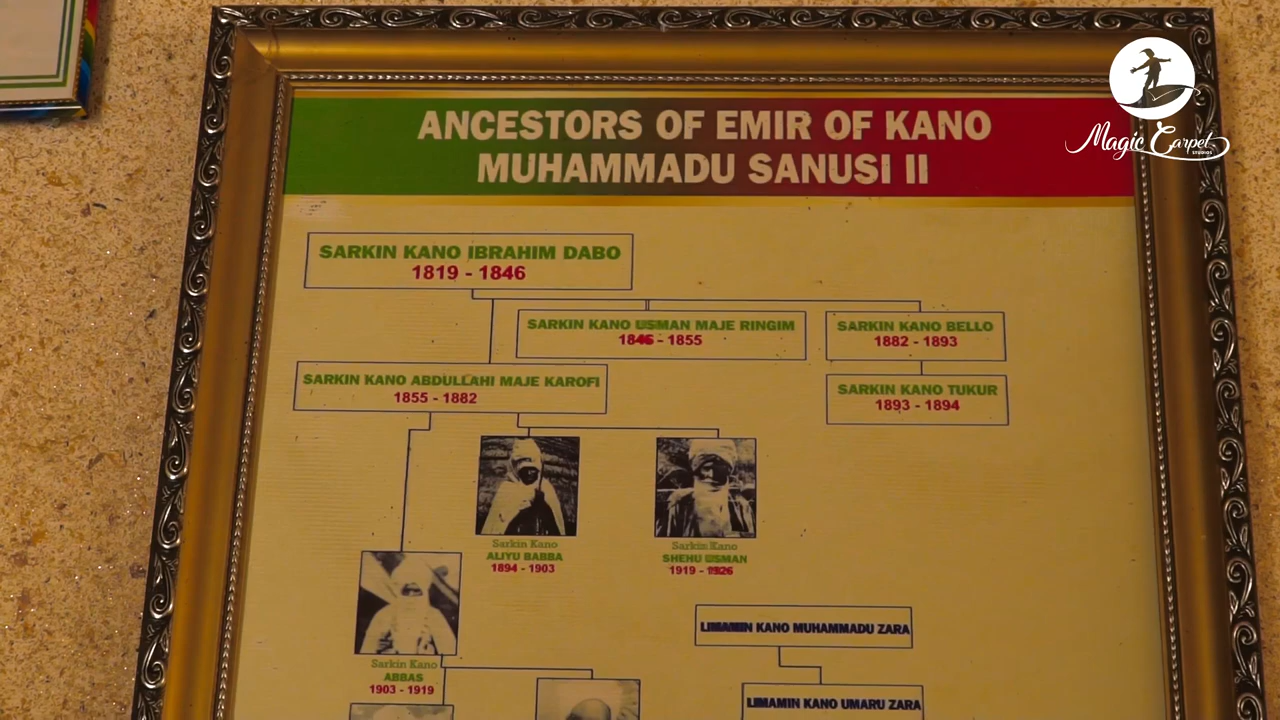 ANCESTORS OF EMIR OF KANO
MUHAMMADU SANUSI II
Magic Carpet
STUDIOS
SARKIN KANO IBRAHIM DABO
1819 - 1846
SARKIN KANO USMAN MAJE RINGIM
1846 - 1855
SARKIN KANO BELLO
1882 - 1893
SARKIN KANO ABDULLAHI MAJE KAROFI
1855 - 1882
SARKIN KANO TUKUR
1893 - 1894
Sarkin Kano
ALIYU BABBA
1894 - 1903
Sarkin Kano
SHEHU USMAN
1919 - 1926
LIMAMIN KANO MUHAMMADU ZARA
Sarkin Kano
ABBAS
1903 - 1919
LIMAMIN KANO UMARU ZARA